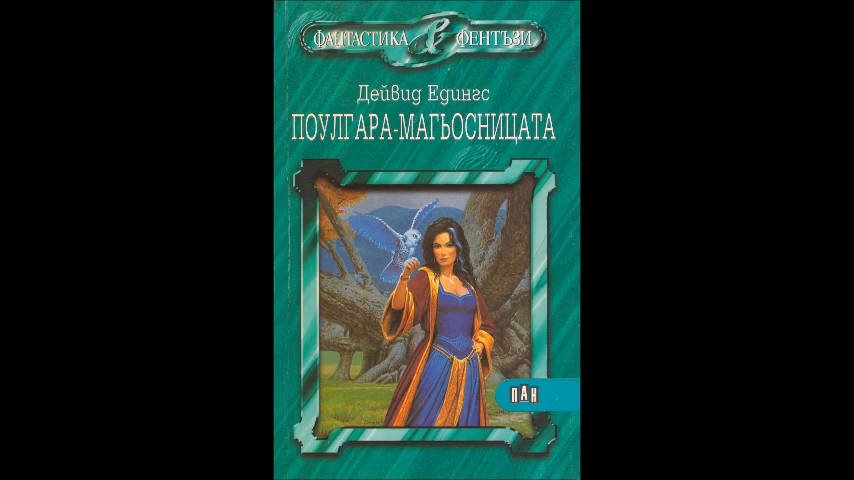 ФАНТАСТИКА & ФЕНТЪЗИ
Дейвид Едингс
ПОУЛГАРА-МАГЬОСНИЦАТА
ПАН